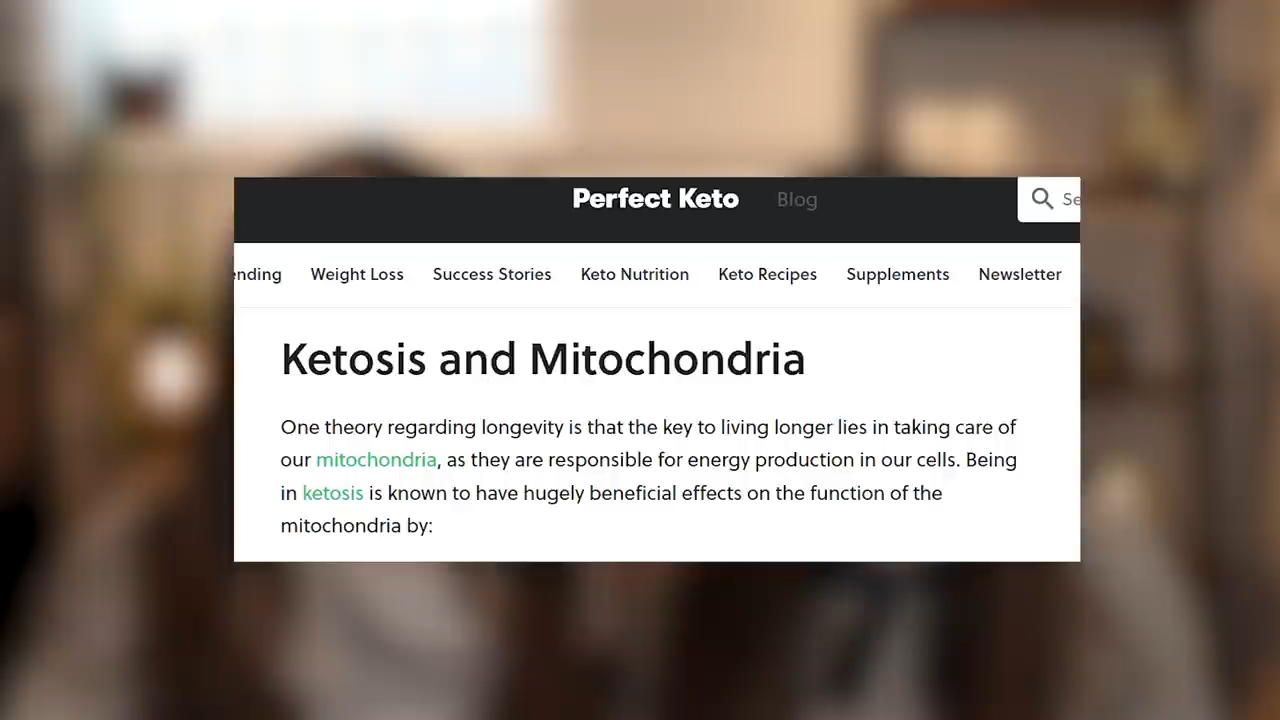 Perfect Keto Blog Se
ending Weight Loss Success Stories Keto Nutrition Keto Recipes Supplements Newsletter
Ketosis and Mitochondria
One theory regarding longevity is that the key to living longer lies in taking care of
our mitochondria, as they are responsible for energy production in our cells. Being
in ketosis is known to have hugely beneficial effects on the function of the
mitochondria by: